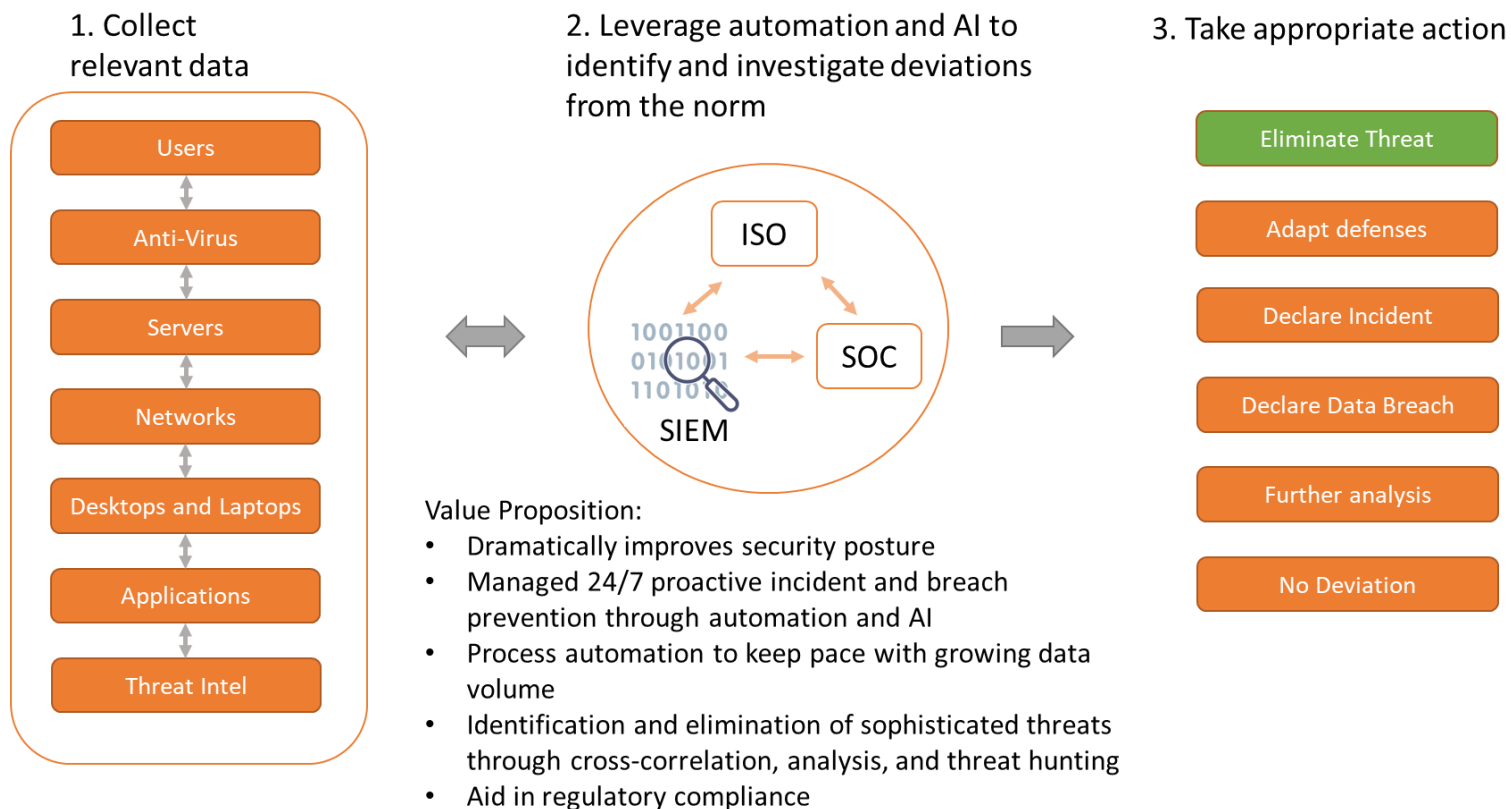 1. Collect
relevant data
Users
Anti-Virus
Servers
Networks
Desktops and Laptops
Applications
Threat Intel
2. Leverage automation and AI to
identify and investigate deviations
from the norm
ISO
1001100
0101001
1101010
SIEM
SOC
Value Proposition:
• Dramatically improves security posture
• Managed 24/7 proactive incident and breach
prevention through automation and AI
• Process automation to keep pace with growing data
volume
• Identification and elimination of sophisticated threats
through cross-correlation, analysis, and threat hunting
• Aid in regulatory compliance
3. Take appropriate action
Eliminate Threat
Adapt defenses
Declare Incident
Declare Data Breach
Further analysis
No Deviation